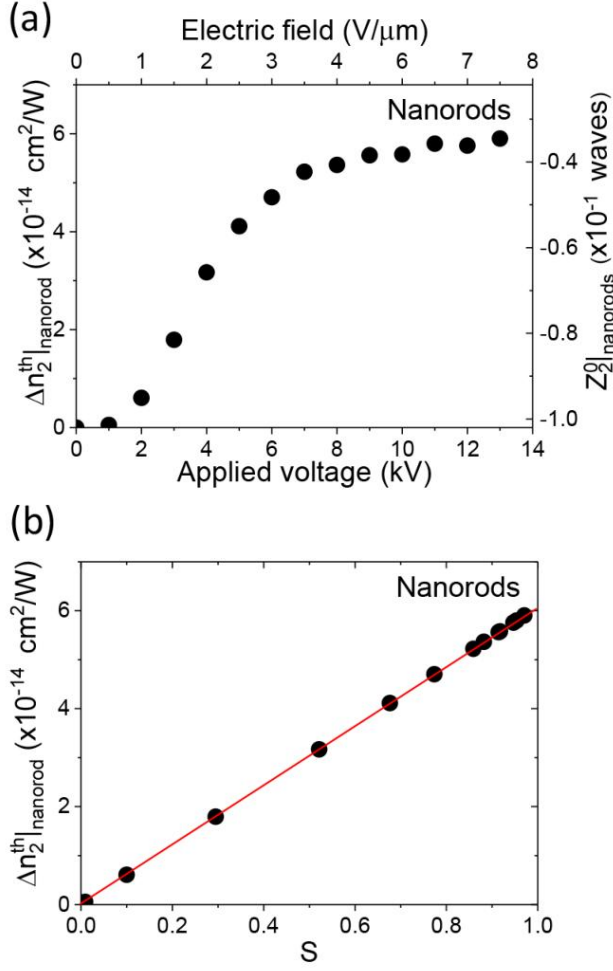 (a)
Electric field (V/μm)
0 1 2 3 4 5 6 7 8
Nanorods
6
4
2
0
Δn₂ᵗʰ|nanorod (x10⁻¹⁴ cm²/W)
-0.4
-0.6
-0.8
-1.0
Z₂⁰|nanorods (x10⁻¹ waves)
0 2 4 6 8 10 12 14
Applied voltage (kV)
(b)
Nanorods
6
4
2
0
Δn₂ᵗʰ|nanorod (x10⁻¹⁴ cm²/W)
0.0 0.2 0.4 0.6 0.8 1.0
S